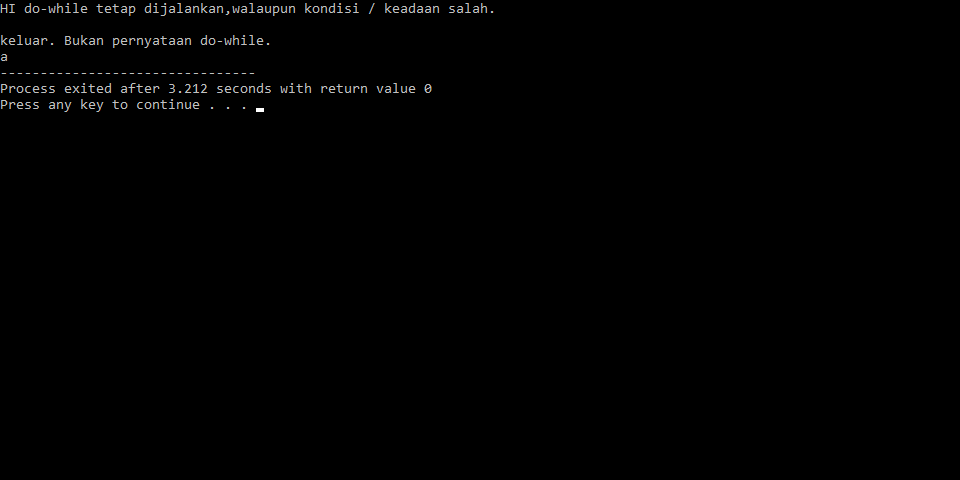 HI do-while tetap dijalankan,walaupun kondisi / keadaan salah.
keluar. Bukan pernyataan do-while.
a
--------------------------------
Process exited after 3.212 seconds with return value 0
Press any key to continue . . .